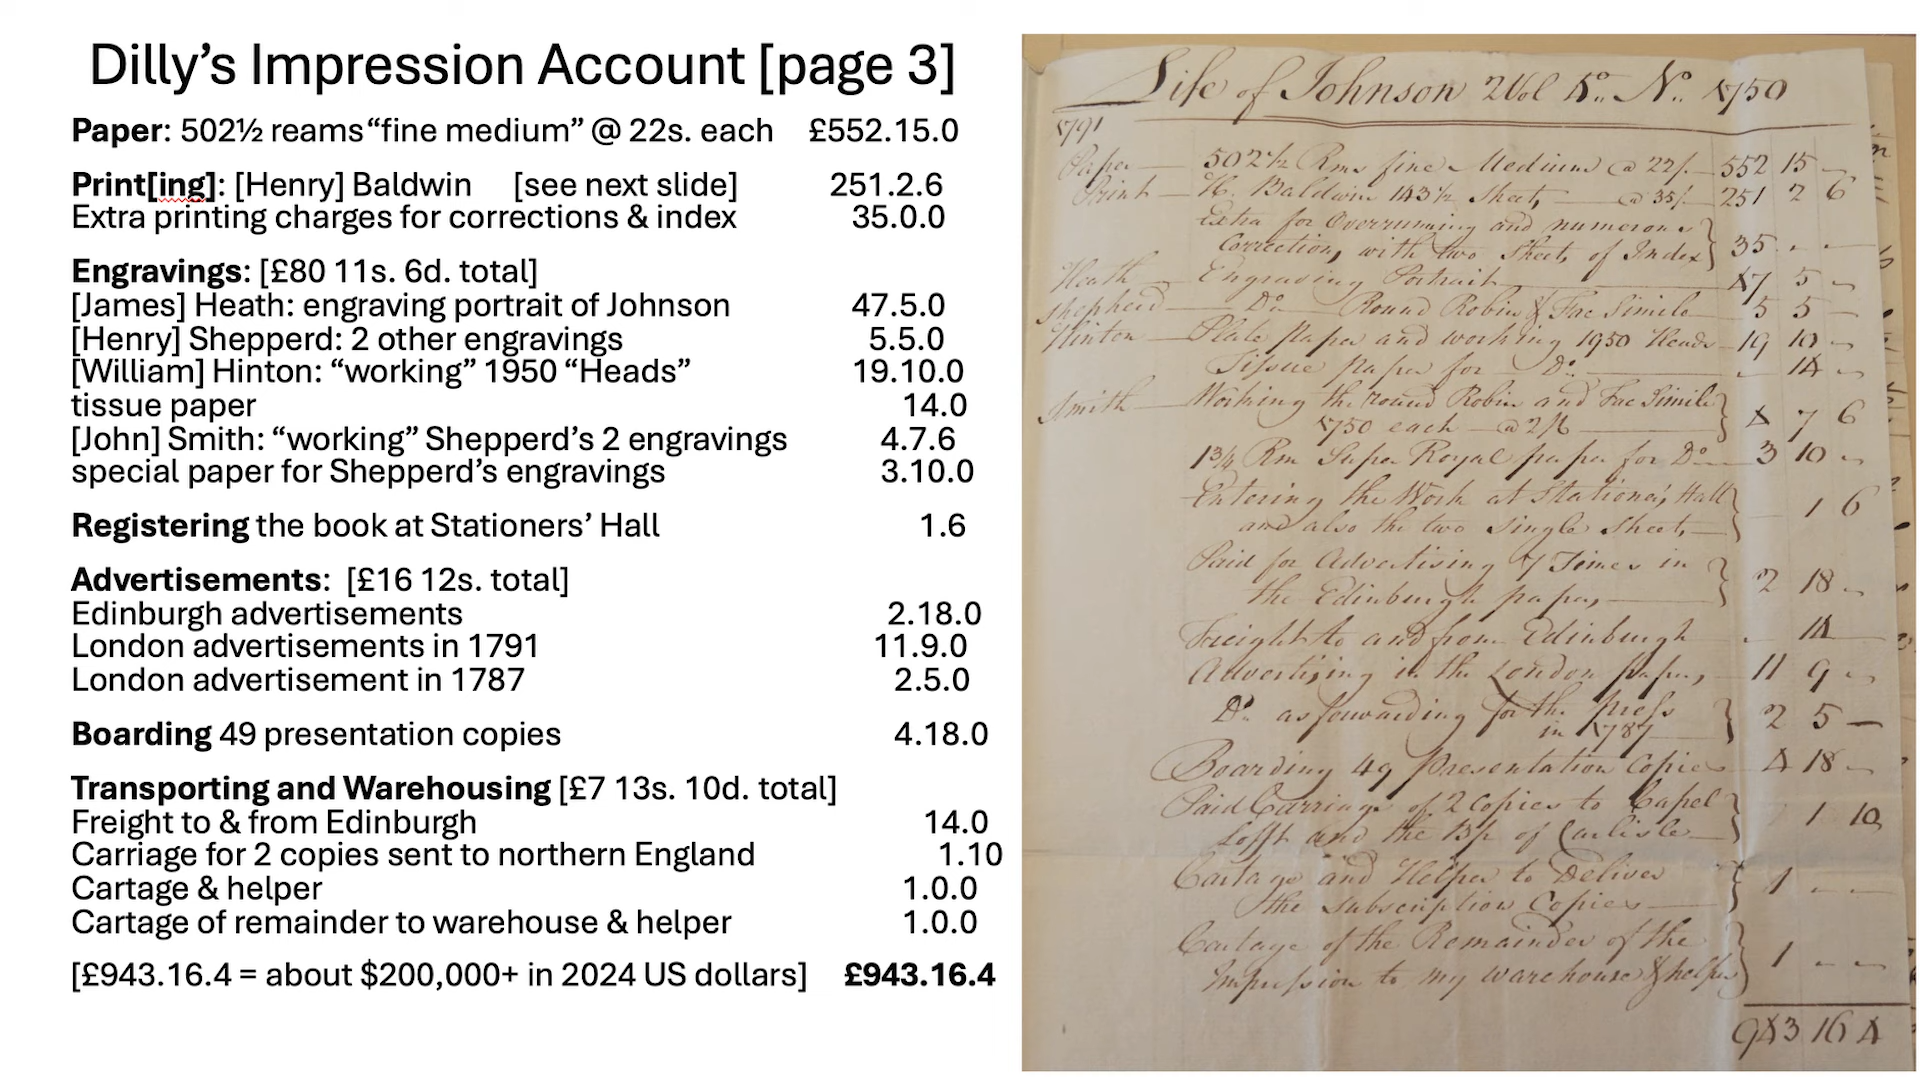 Dilly's Impression Account [page 3]
Paper: 502½ reams "fine medium" @ 22s. each £552.15.0
Print[ing]: [Henry] Baldwin [see next slide] 251.2.6
Extra printing charges for corrections & index 35.0.0
Engravings: [£80 11s. 6d. total]
[James] Heath: engraving portrait of Johnson 47.5.0
[Henry] Shepperd: 2 other engravings 5.5.0
[William] Hinton: "working" 1950 "Heads" 19.10.0
tissue paper 14.0
[John] Smith: "working" Shepperd's 2 engravings 4.7.6
special paper for Shepperd's engravings 3.10.0
Registering the book at Stationers' Hall 1.6
Advertisements: [£16 12s. total]
Edinburgh advertisements 2.18.0
London advertisements in 1791 11.9.0
London advertisement in 1787 2.5.0
Boarding 49 presentation copies 4.18.0
Transporting and Warehousing [£7 13s. 10d. total]
Freight to & from Edinburgh 14.0
Carriage for 2 copies sent to northern England 1.10
Cartage & helper 1.0.0
Cartage of remainder to warehouse & helper 1.0.0
[£943.16.4 = about $200,000+ in 2024 US dollars] £943.16.4
Life of Johnson 2 Vol 4º.. Nº.. 1750
1791
Paper — 502½ Rms fine Medium @ 22/. — 552 15 -
Print — H. Baldwin 143½ Sheets — @ 35/. 251 2 6
Extra for Overrunning and numerous
Corrections, with two Sheets of Index } 35 - -
Heath — Engraving Portrait — 47 5 -
Shepherd — Dº — Round Robin & Fac Simile — 5 5 -
Hinton — Plate Paper and working 1950 Heads — 19 10 -
Tissue paper for — Dº — - 14 -
Smith — Working the round Robin and Fac Simile
1750 each — @ 2/6 — } 4 7 6
1¾ Rm Super Royal paper for Dº — 3 10 -
Entering the Work at Stationers Hall
and also the two single Sheets — } 1 6
Paid for Advertising 7 Times in
the Edinburgh papers — } 2 18 -
Freight to and from Edinburgh — - 14 —
Advertising in the London papers — 11 9 -
Dº as forwarding for the press
in 1787 — } 2 5 —
Boarding 49 Presentation Copies — 4 18 -
Paid Carriage of 2 Copies to Capel
Lofft and the Bp of Carlisle — } 1 10
Cartage and Helper to Deliver
the subscription Copies — } 1 - -
Cartage of the Remainder of the
Impression to my warehouse & helper } 1 - -
943 16 4